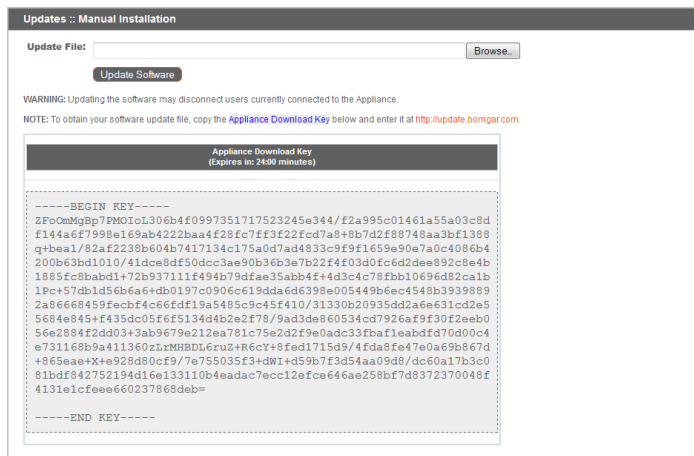 Updates :: Manual Installation
Update File:
Browse..
Update Software
WARNING: Updating the software may disconnect users currently connected to the Appliance.
NOTE: To obtain your software update file, copy the Appliance Download Key below and enter it at http://update.bomgar.com.
Appliance Download Key
(Expires in: 24:00 minutes)
-----BEGIN KEY-----
ZFoOmMgBp7PMOIoL306b4f0997351717523245e344/f2a995c01461a55a03c8d
f144a6f7998e169ab4222baa4f28fc7ff3f22fcd7a8+8b7d2f88748aa3bf1388
q+bea1/82af2238b604b7417134c175a0d7ad4833c9f9f1659e90e7a0c4086b4
200b63bd1010/41dce8df50dcc3ae90b36b3e7b22f4f03d0fc6d2dee892c8e4b
1885fc8babd1+72b937111f494b79dfae35abb4f+4d3c4c78fbb10696d82ca1b
lPc+57db1d56b6a6+db0197c0906c619dda6d6398e005449b6ec4548b3939889
2a86668459fecbf4c66fdf19a5485c9c45f410/31330b20935dd2a6e631cd2e5
5684e845+f435dc05f6f5134d4b2e2f78/9ad3de860534cd7926af9f30f2eeb0
56e2884f2dd03+3ab9679e212ea781c75e2d2f9e0adc33fbaf1eabdfd70d00c4
e731168b9a411360zLrMHBDL6ruZ+R6cY+8fed1715d9/4fda8fe47e0a69b867d
+865eae+X+e928d80cf9/7e755035f3+dWI+d59b7f3d54aa09d8/dc60a17b3c0
81bdf842752194d16e133110b4eadac7ecc12efce646ae258bf7d8372370048f
4131e1cfeee660237868deb=
-----END KEY-----